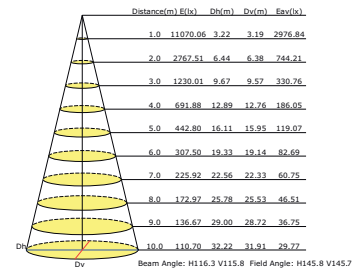 Distance(m) E(lx) Dh(m) Dv(m) Eav(lx)
1.0 11070.06 3.22 3.19 2976.84
2.0 2767.51 6.44 6.38 744.21
3.0 1230.01 9.67 9.57 330.76
4.0 691.88 12.89 12.76 186.05
5.0 442.80 16.11 15.95 119.07
6.0 307.50 19.33 19.14 82.69
7.0 225.92 22.56 22.33 60.75
8.0 172.97 25.78 25.53 46.51
9.0 136.67 29.00 28.72 36.75
Dh 10.0 110.70 32.22 31.91 29.77
Dv Beam Angle: H116.3 V115.8 Field Angle: H145.8 V145.7